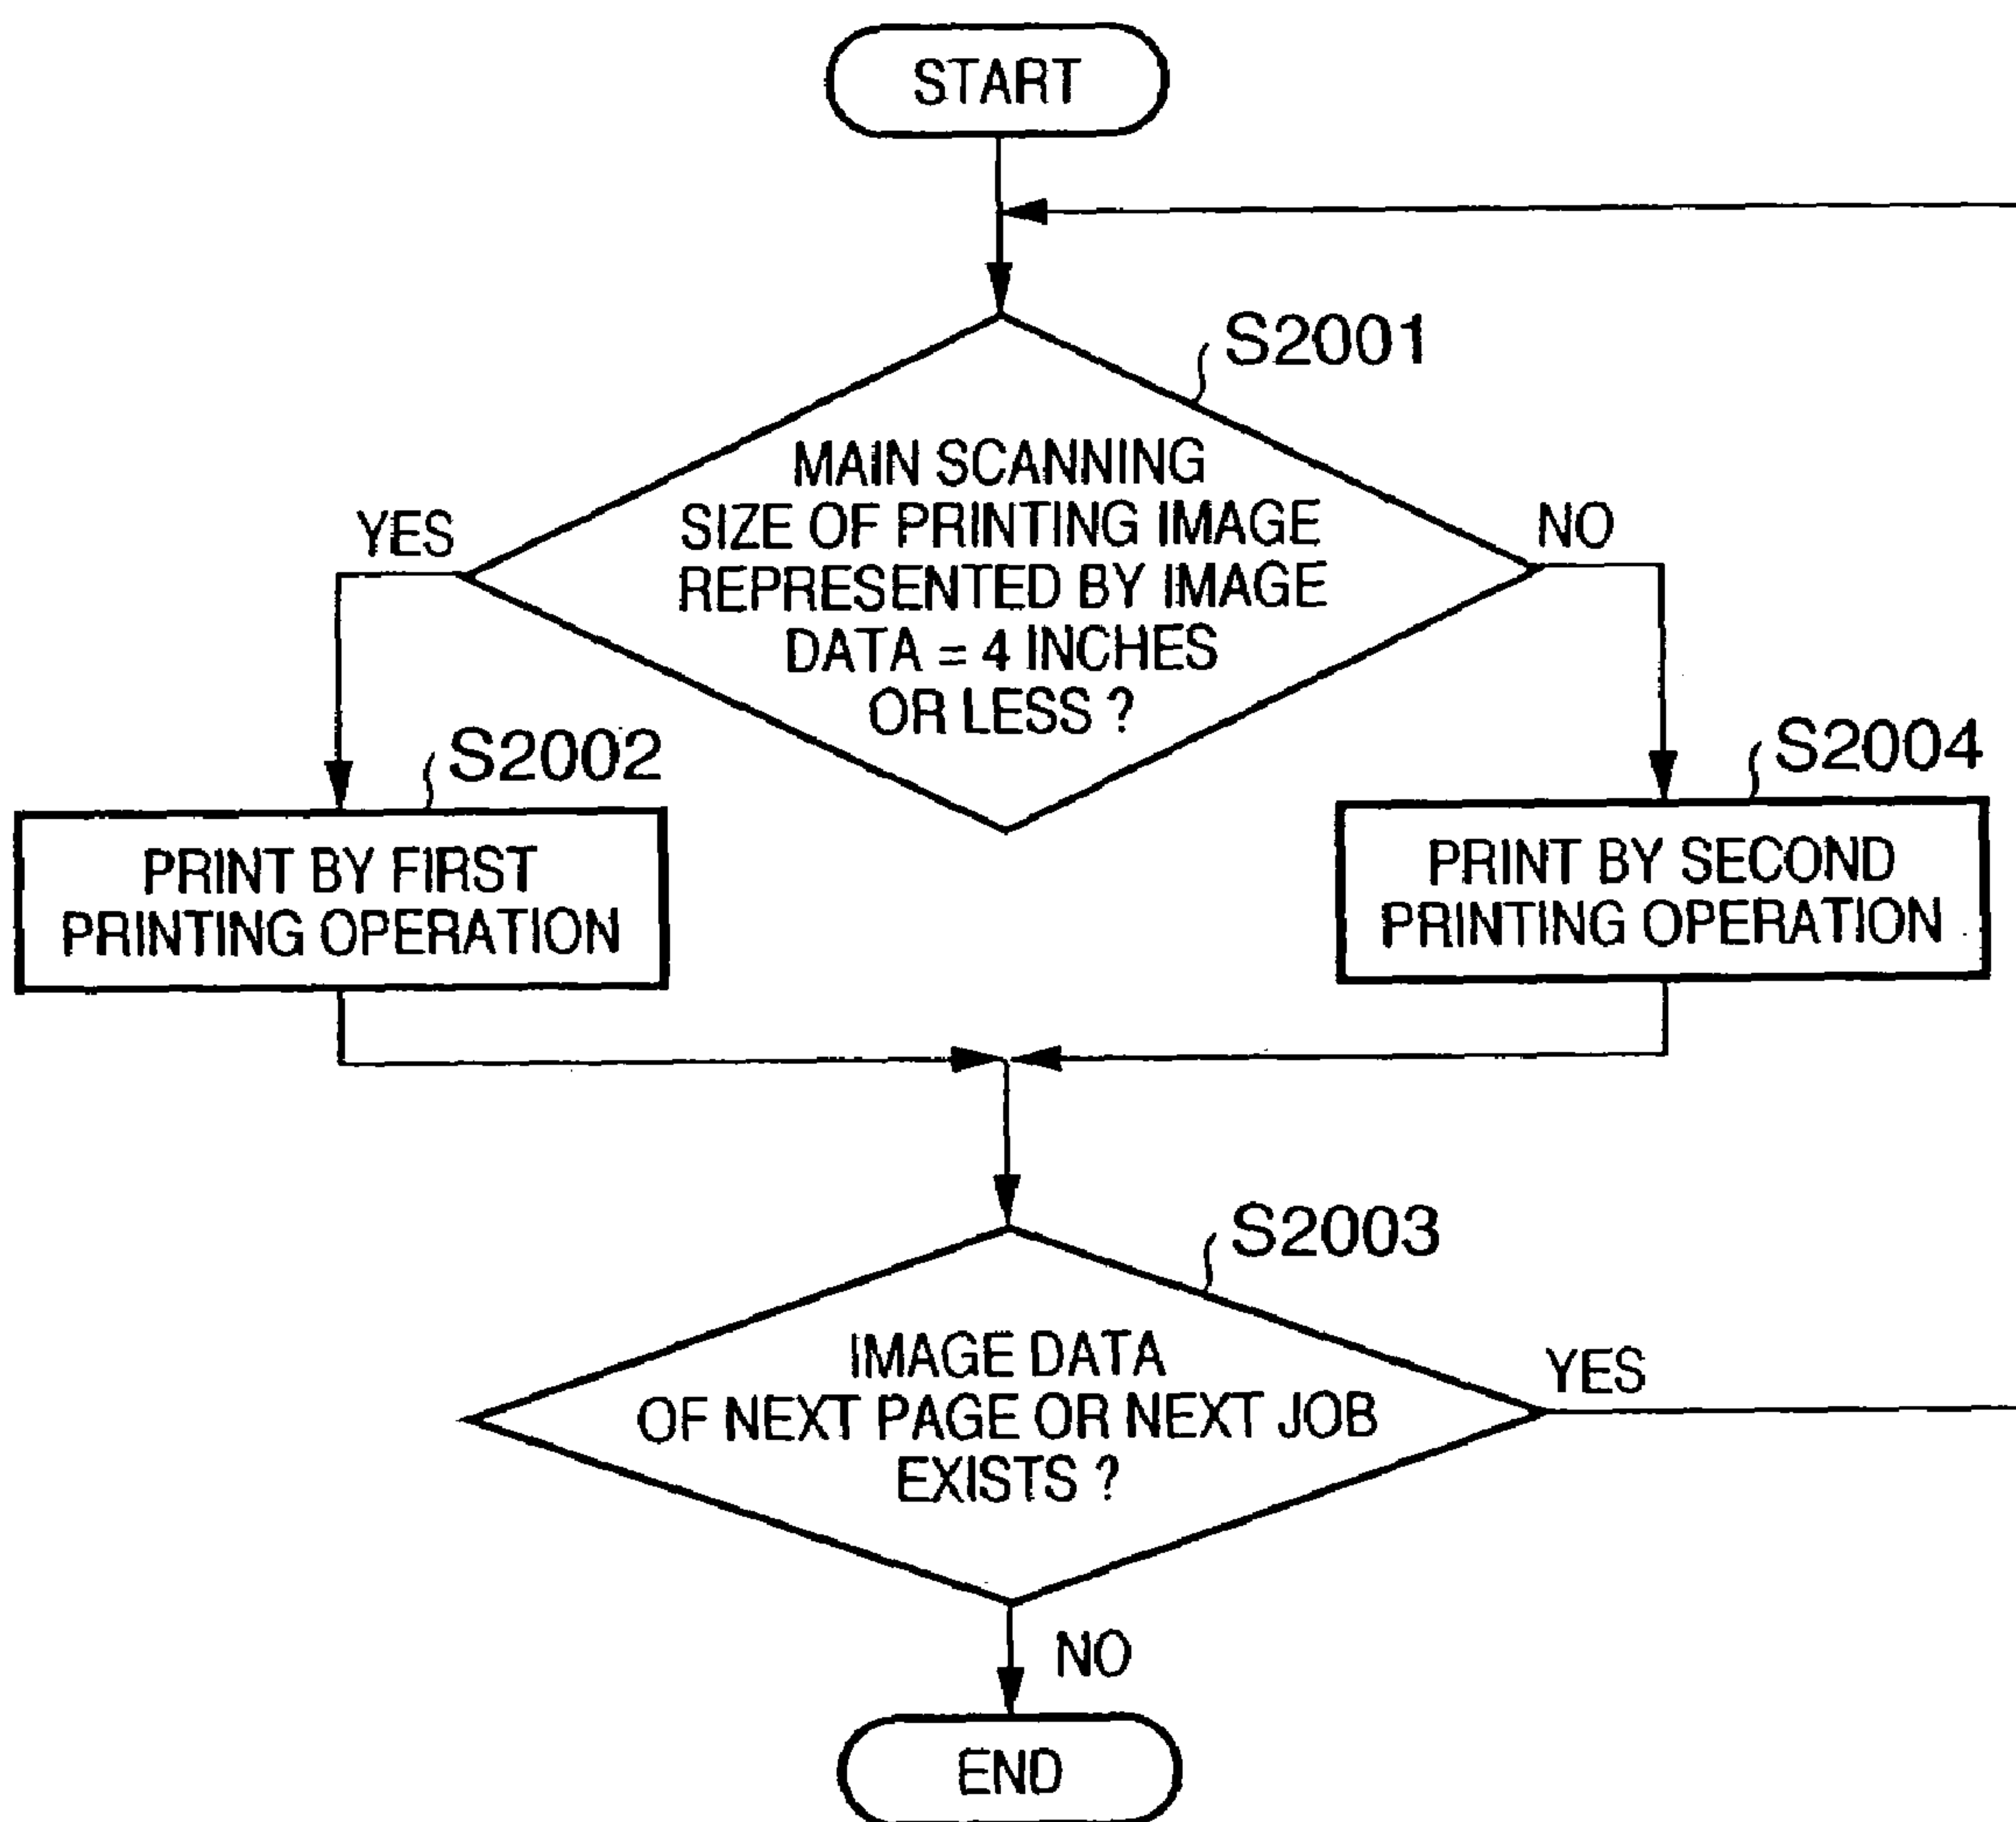 START
S2001
MAIN SCANNING
SIZE OF PRINTING IMAGE
REPRESENTED BY IMAGE
DATA = 4 INCHES
OR LESS ?
YES
NO
S2002
PRINT BY FIRST
PRINTING OPERATION
S2004
PRINT BY SECOND
PRINTING OPERATION
S2003
IMAGE DATA
OF NEXT PAGE OR NEXT JOB
EXISTS ?
YES
NO
END